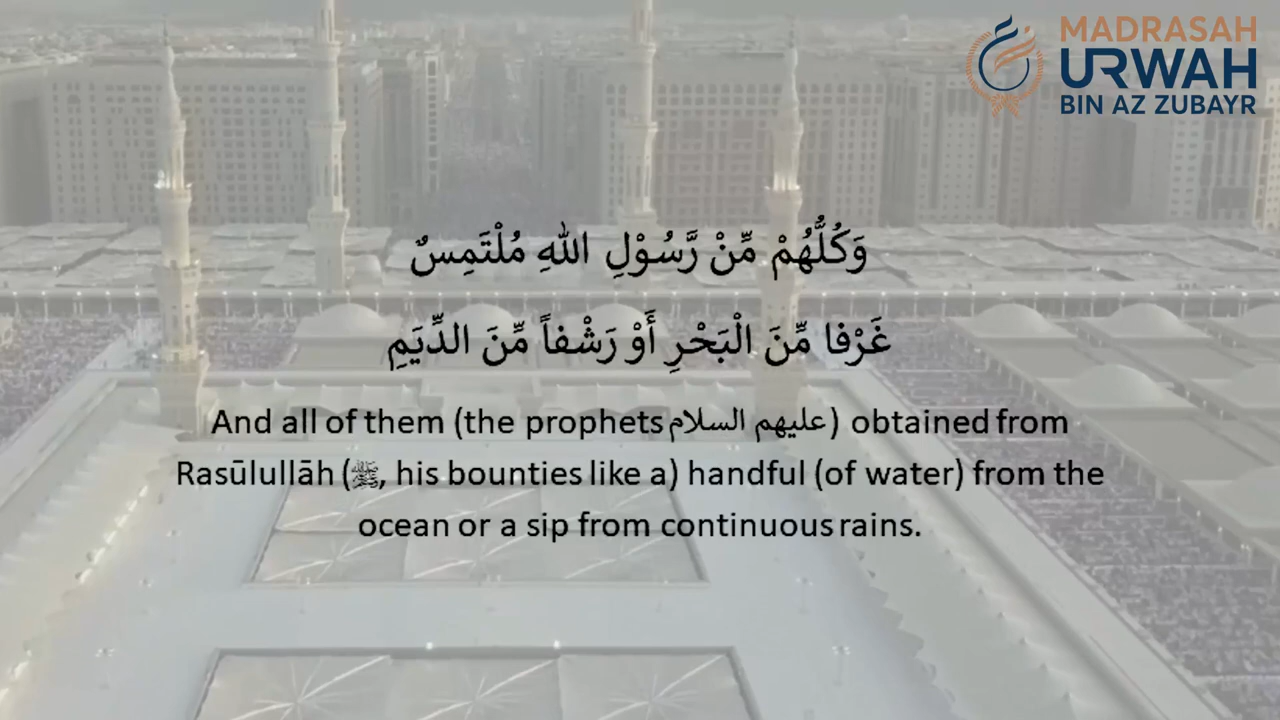 MADRASAH
URWAH
BIN AZ ZUBAYR
وَكُلُّهُمْ مِّنْ رَّسُوْلِ اللهِ مُلْتَمِسٌ
غَرْفا مِّنَ الْبَحْرِ أَوْ رَشْفاً مِّنَ الدِّيَمِ
And all of them (the prophets عليهم السلام) obtained from
Rasūlullāh (ﷺ, his bounties like a) handful (of water) from the
ocean or a sip from continuous rains.